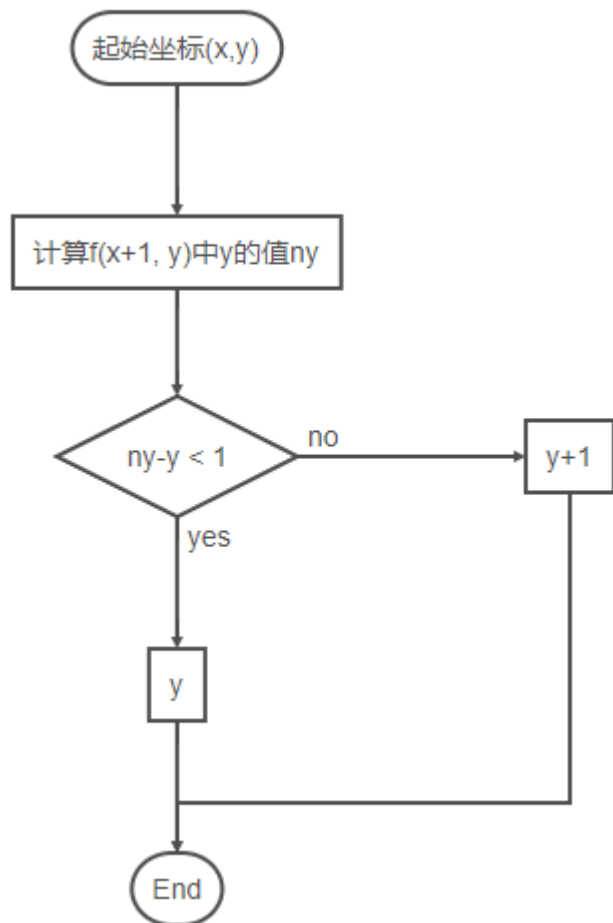 起始坐标(x,y)
计算f(x+1, y)中y的值ny
ny-y < 1
no
y+1
yes
y
End